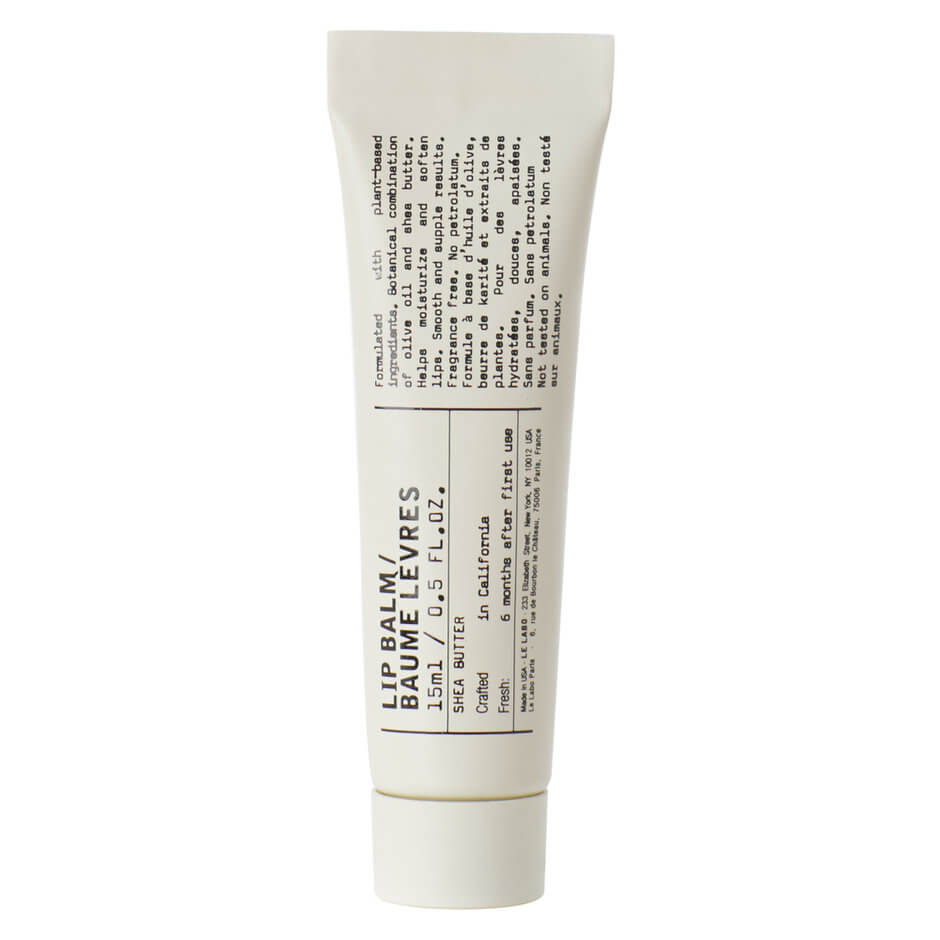 Formulated with plant-based
ingredients. Botanical combination
of olive oil and shea butter.
Helps moisturize and soften
lips. Smooth and supple results.
Fragrance free. No petrolatum.
Formule à base d'huile d'olive,
beurre de karité et extraits de
plantes. Pour des lèvres
hydratées, douces, apaisées.
Sans parfum. Sans petrolatum
Not tested on animals. Non testé
sur animaux.
LIP BALM/
BAUME LÈVRES
15ml / 0.5 FL.OZ.
SHEA BUTTER
Crafted in California
Fresh: 6 months after first use
Made in USA - LE LABO - 233 Elizabeth Street, New York, NY 10012 USA
Le Labo Paris - 6, rue de Bourbon le Château, 75006 Paris, France